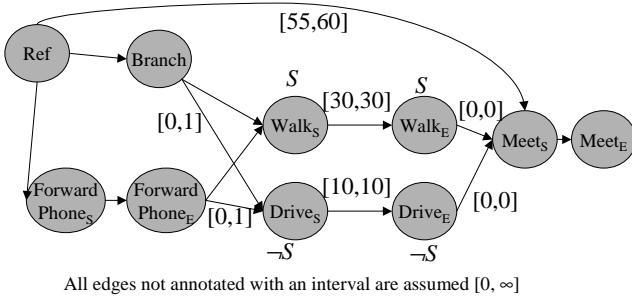 [55,60]
Ref
Branch
S
S
[30,30]
[0,0]
[0,1]
Walk_S
Walk_E
Meet_S
Meet_E
Forward Phone_S
Forward Phone_E
[0,1]
[10,10]
[0,0]
Drive_S
Drive_E
¬S
¬S
All edges not annotated with an interval are assumed [0, ∞]